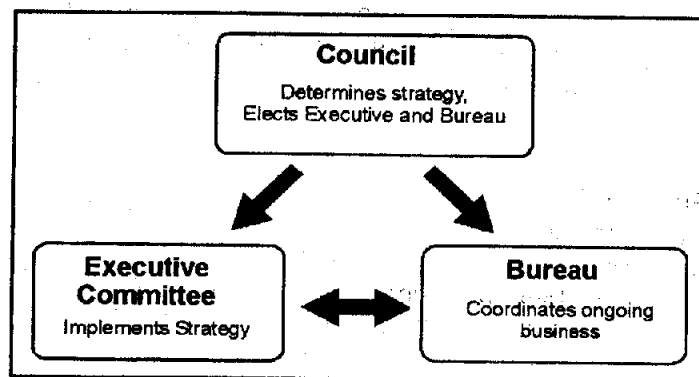 Council
Determines strategy,
Elects Executive and Bureau
Executive
Committee
Implements Strategy
Bureau
Coordinates ongoing
business